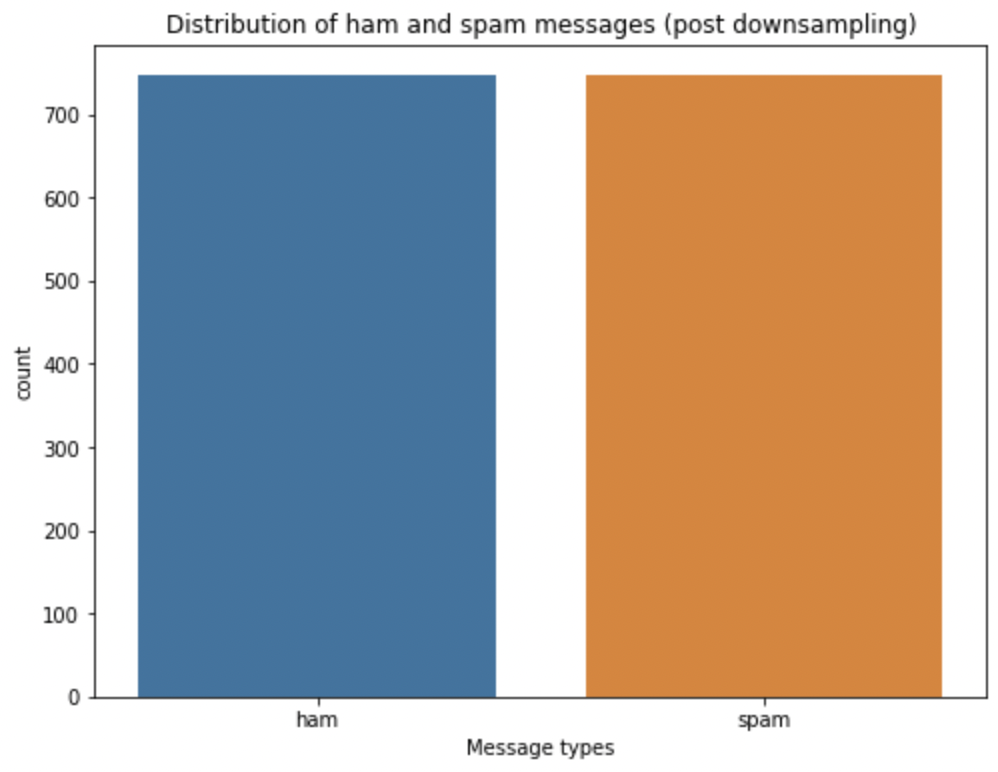 Distribution of ham and spam messages (post downsampling)
700
600
500
400
300
200
100
0
count
ham
spam
Message types